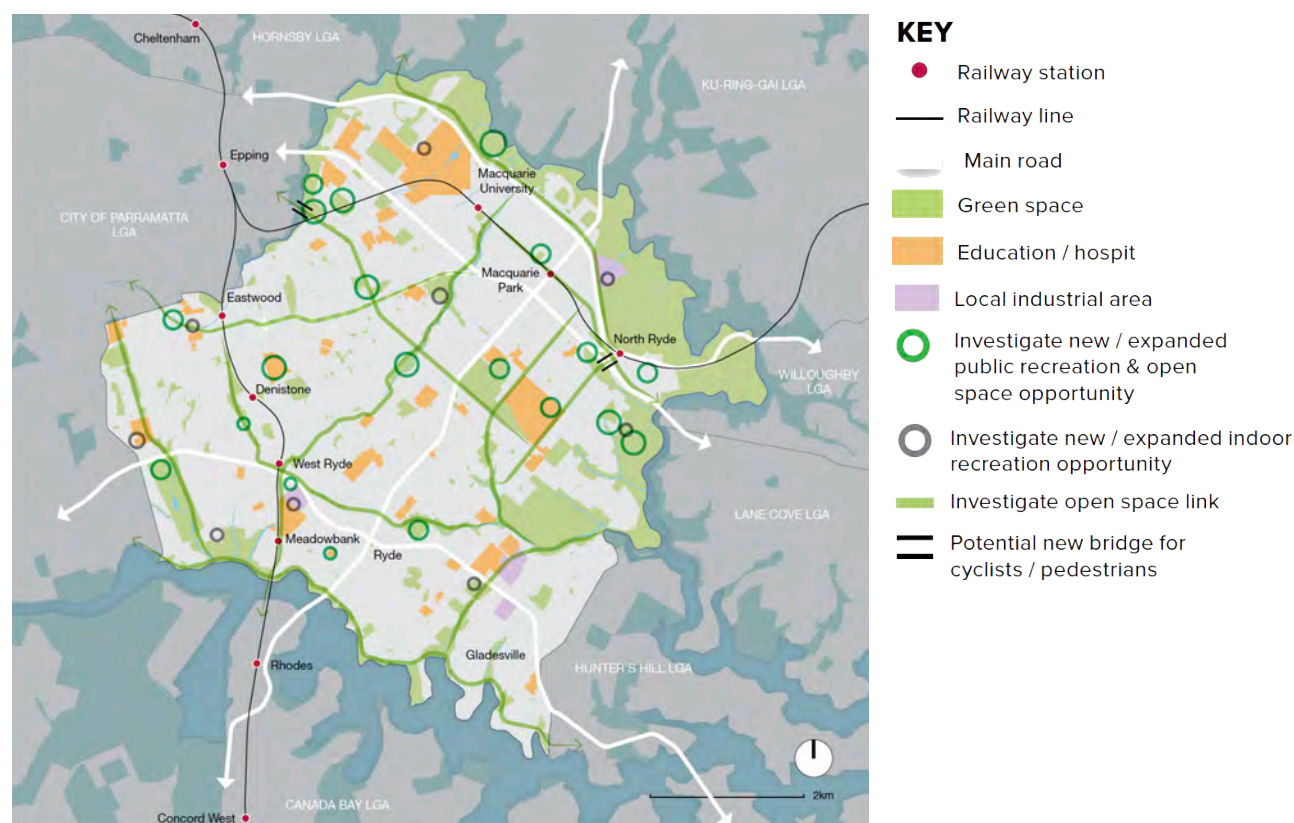 Cheltenham
HORNSBY LGA
KU-RING-GAI LGA
Epping
Macquarie
University
CITY OF PARRAMATTA
LGA
Macquarie
Park
Eastwood
North Ryde
WILLOUGHBY
LGA
Denistone
West Ryde
LANE COVE LGA
Meadowbank
Ryde
Gladesville
Rhodes
HUNTER'S HILL LGA
CANADA BAY LGA
Concord West
2km
KEY
Railway station
Railway line
Main road
Green space
Education / hospit
Local industrial area
Investigate new / expanded
public recreation & open
space opportunity
Investigate new / expanded indoor
recreation opportunity
Investigate open space link
Potential new bridge for
cyclists / pedestrians